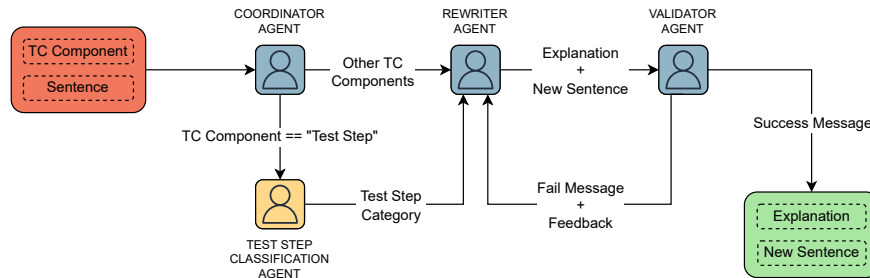 COORDINATOR
AGENT
REWRITER
AGENT
VALIDATOR
AGENT
TC Component
Sentence
Other TC
Components
Explanation
+
New Sentence
Success Message
TC Component == "Test Step"
Test Step
Category
Fail Message
+
Feedback
TEST STEP
CLASSIFICATION
AGENT
Explanation
New Sentence